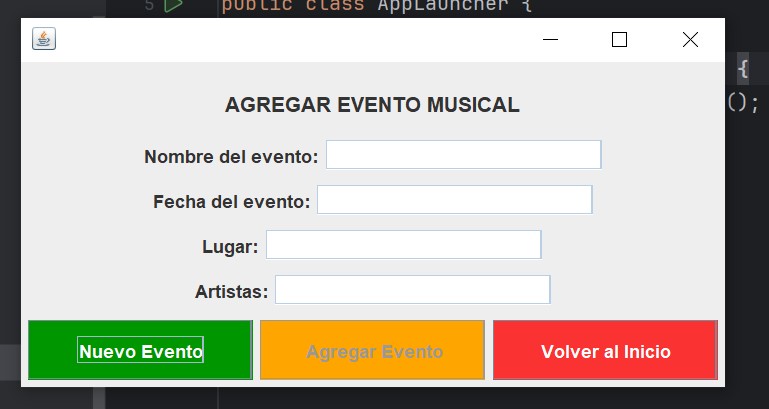 5 public class AppLauncher {
{
();
AGREGAR EVENTO MUSICAL
Nombre del evento:
Fecha del evento:
Lugar:
Artistas:
Nuevo Evento Agregar Evento Volver al Inicio